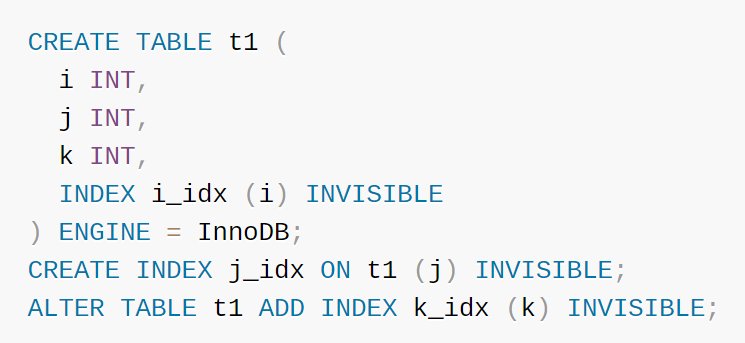 CREATE TABLE t1 (
  i INT,
  j INT,
  k INT,
  INDEX i_idx (i) INVISIBLE
) ENGINE = InnoDB;
CREATE INDEX j_idx ON t1 (j) INVISIBLE;
ALTER TABLE t1 ADD INDEX k_idx (k) INVISIBLE;